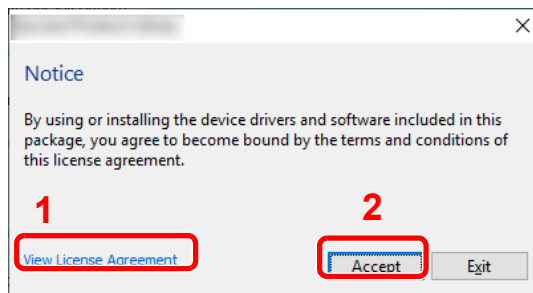 Notice
By using or installing the device drivers and software included in this
package, you agree to become bound by the terms and conditions of
this license agreement.
1
2
View License Agreement
Accept
Exit